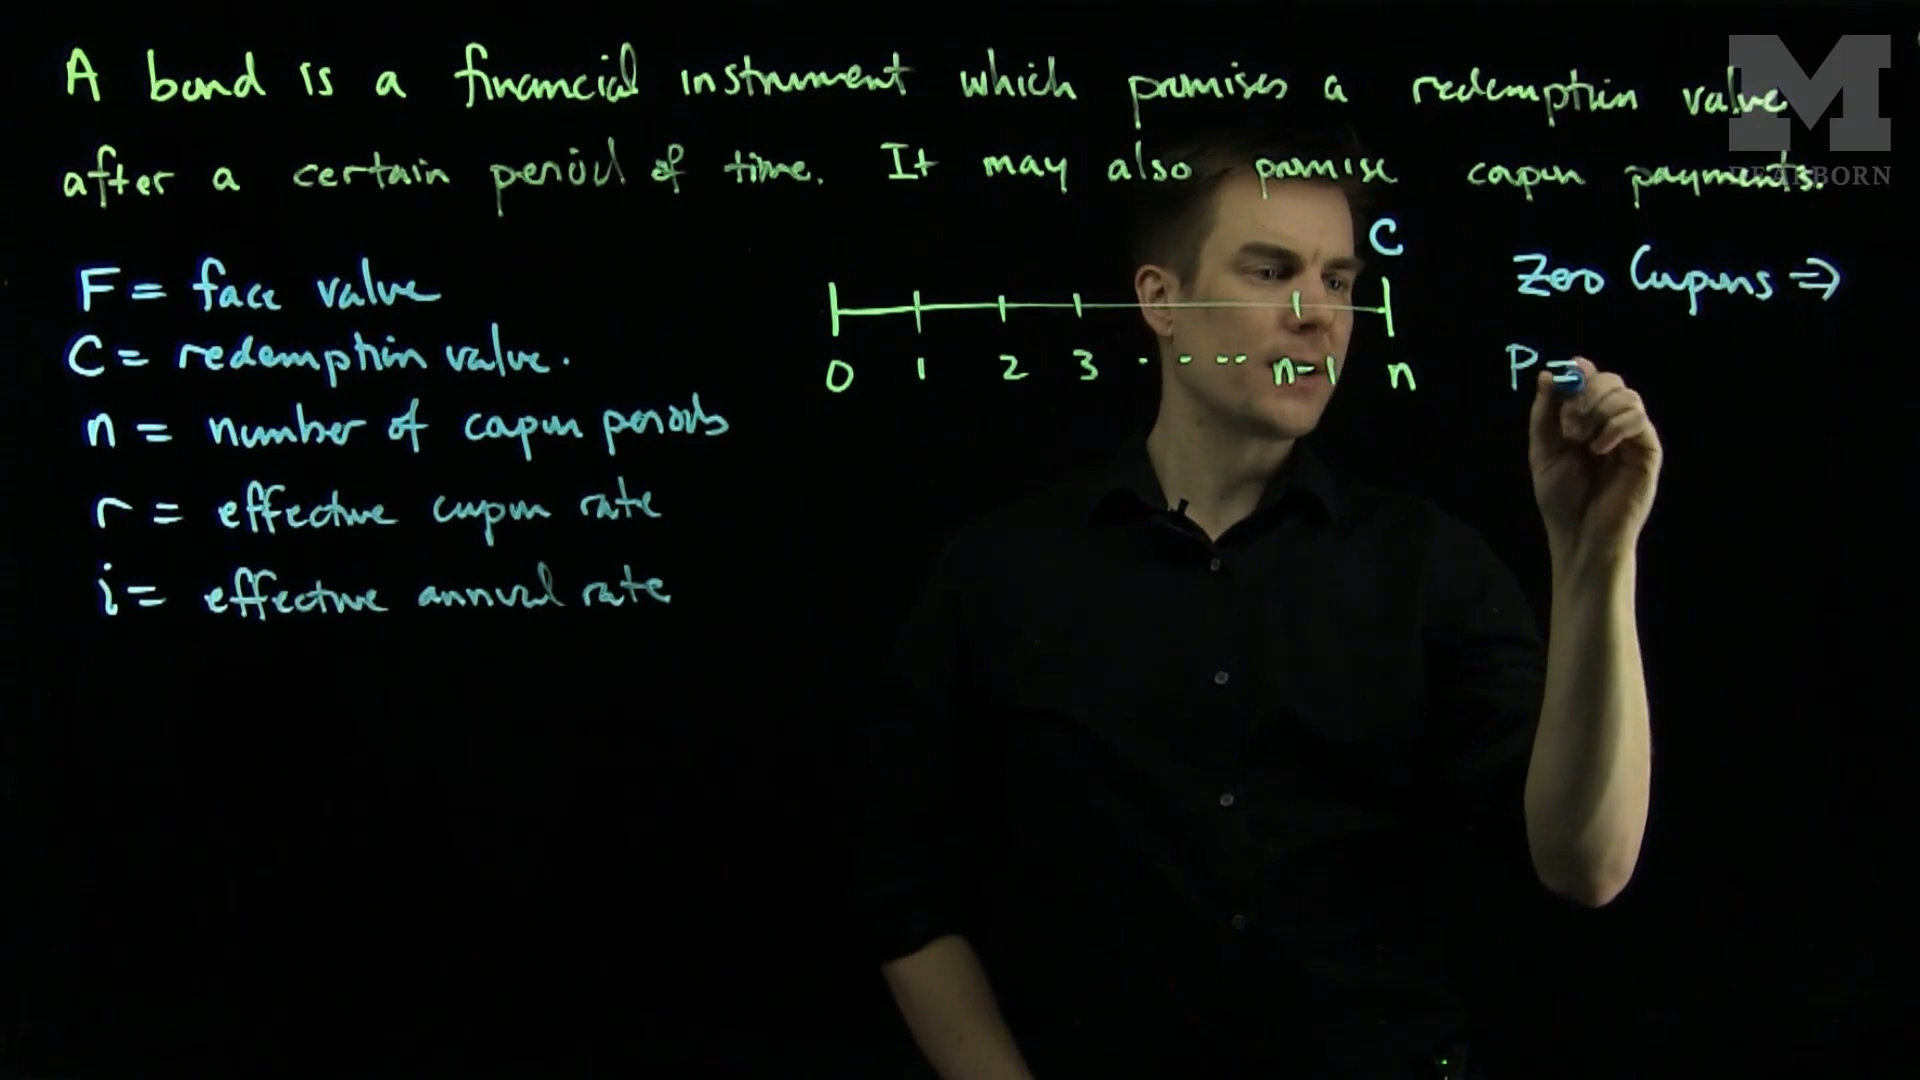 A bond is a financial instrument which promises a redemption value
after a certain period of time. It may also promise coupon payments.
F = face value
C = redemption value.
n = number of coupon periods
r = effective coupon rate
i = effective annual rate
C
0 1 2 3 · - -- n-1 n
Zero Coupons ⇒
P =
M
DEARBORN